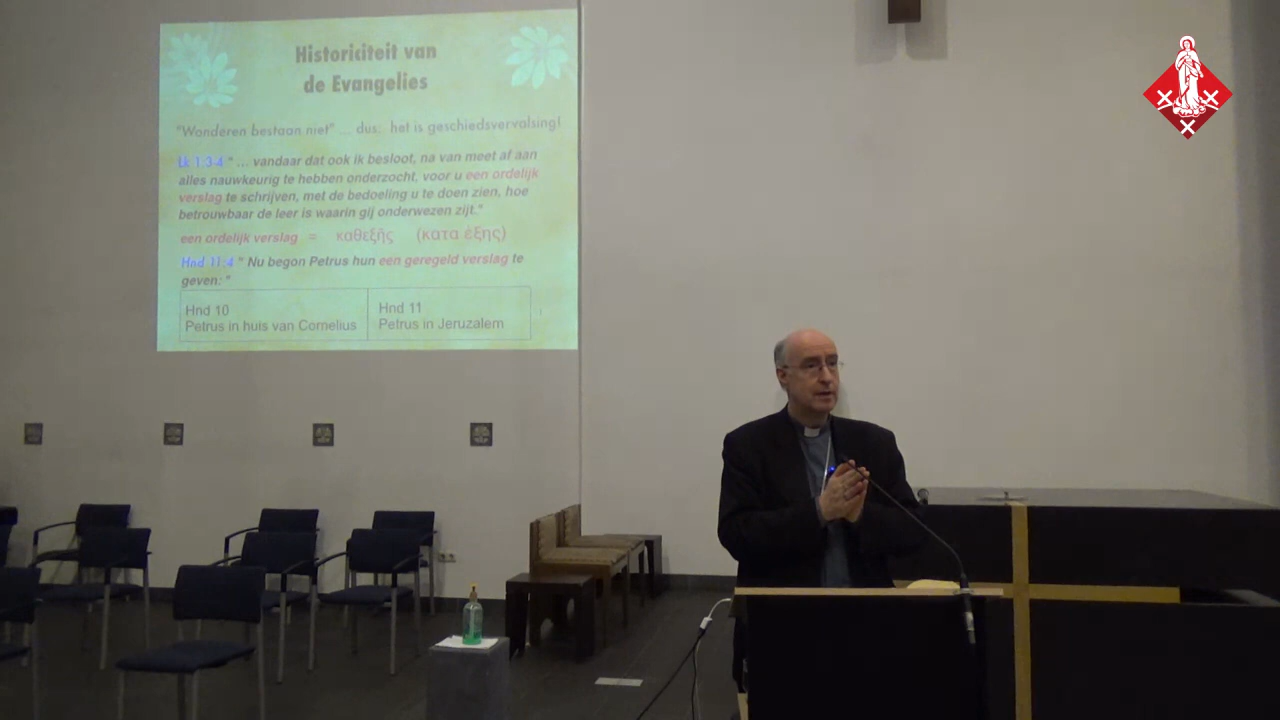 Historiciteit van
de Evangelies
"Wonderen bestaan niet" ... dus: het is geschiedsvervalsing!
Lk 1,3-4 " ... vandaar dat ook ik besloot, na van meet af aan
alles nauwkeurig te hebben onderzocht, voor u een ordelijk
verslag te schrijven, met de bedoeling u te doen zien, hoe
betrouwbaar de leer is waarin gij onderwezen zijt."
een ordelijk verslag = καθεξῆς (κατα ἑξης)
Hnd 11,4 " Nu begon Petrus hun een geregeld verslag te
geven: "
Hnd 10
Petrus in huis van Cornelius
Hnd 11
Petrus in Jeruzalem